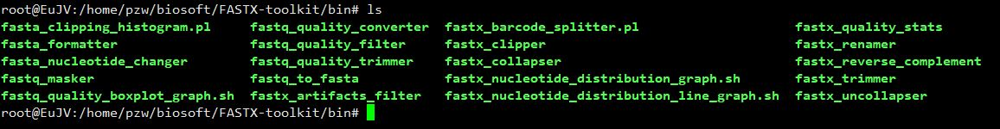 root@EuJV:/home/pzw/biosoft/FASTX-toolkit/bin# ls
fasta_clipping_histogram.pl fastq_quality_converter fastx_barcode_splitter.pl fastx_quality_stats
fasta_formatter fastq_quality_filter fastx_clipper fastx_renamer
fasta_nucleotide_changer fastq_quality_trimmer fastx_collapser fastx_reverse_complement
fastq_masker fastq_to_fasta fastx_nucleotide_distribution_graph.sh fastx_trimmer
fastq_quality_boxplot_graph.sh fastx_artifacts_filter fastx_nucleotide_distribution_line_graph.sh fastx_uncollapser
root@EuJV:/home/pzw/biosoft/FASTX-toolkit/bin#